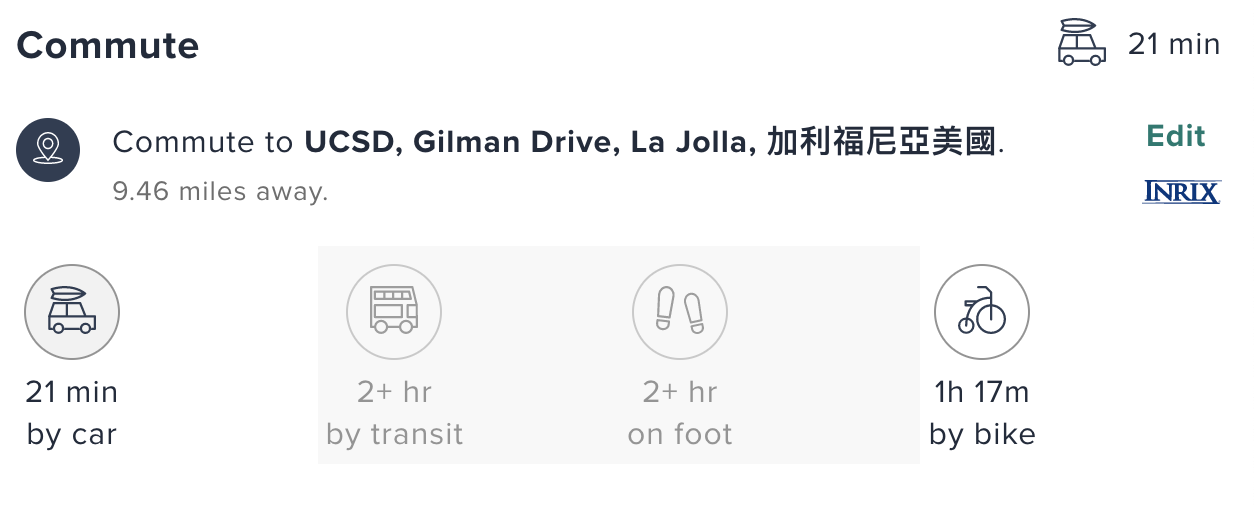 Commute
21 min
Commute to UCSD, Gilman Drive, La Jolla, 加利福尼亞美國.
Edit
9.46 miles away.
INRIX
21 min
by car
2+ hr
by transit
2+ hr
on foot
1h 17m
by bike